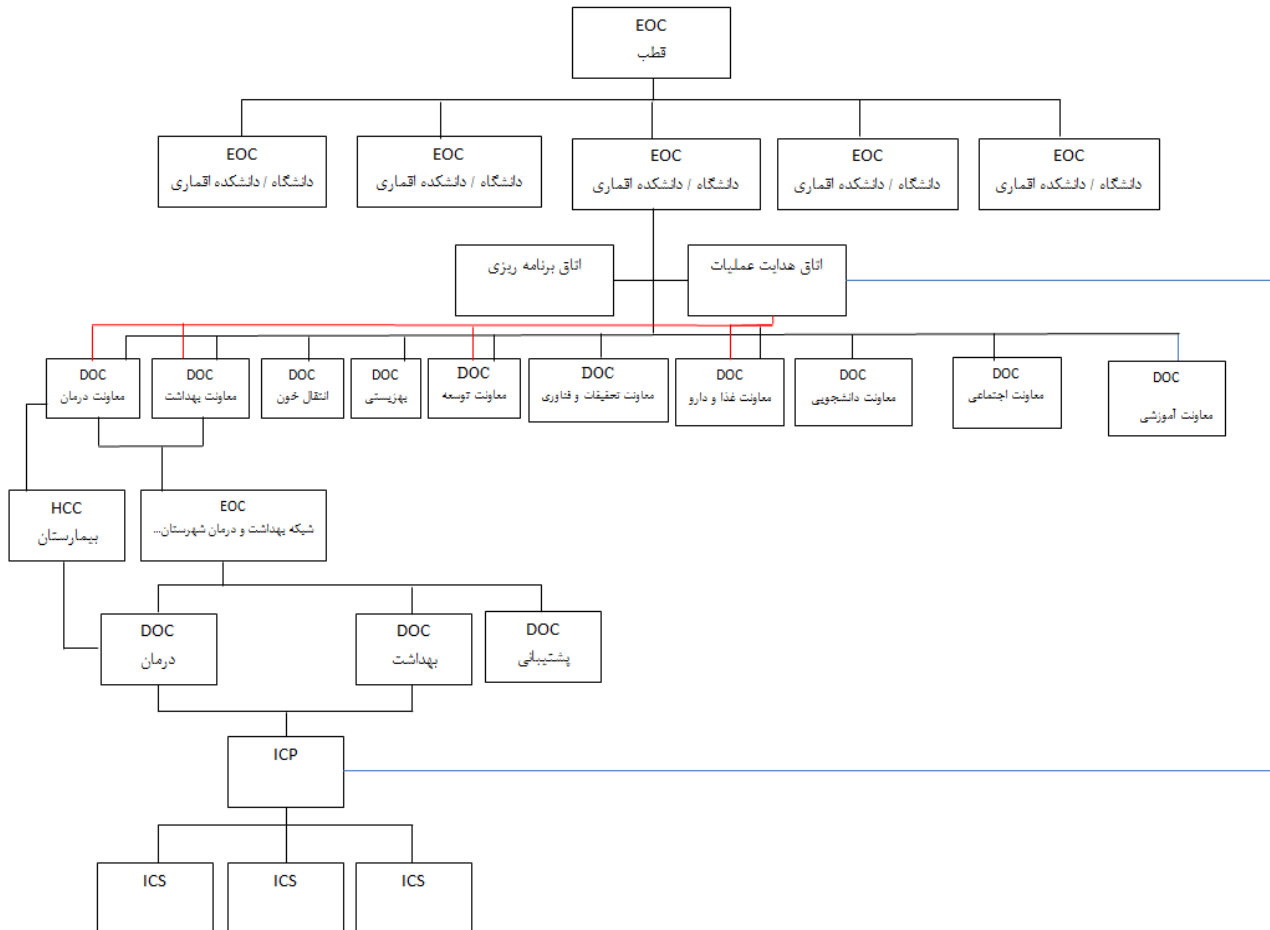 EOC
قطب
EOC
دانشگاه / دانشکده اقماری
EOC
دانشگاه / دانشکده اقماری
EOC
دانشگاه / دانشکده اقماری
EOC
دانشگاه / دانشکده اقماری
EOC
دانشگاه / دانشکده اقماری
اتاق هدایت عملیات
اتاق برنامه ریزی
DOC
معاونت آموزشی
DOC
معاونت اجتماعی
DOC
معاونت دانشجویی
DOC
معاونت غذا و دارو
DOC
معاونت تحقیقات و فناوری
DOC
معاونت توسعه
DOC
بهزیستی
DOC
انتقال خون
DOC
معاونت بهداشت
DOC
معاونت درمان
EOC
شبکه بهداشت و درمان شهرستان...
HCC
بیمارستان
DOC
پشتیبانی
DOC
بهداشت
DOC
درمان
ICP
ICS
ICS
ICS